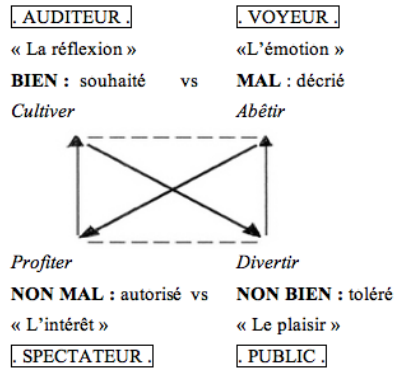 . AUDITEUR . . VOYEUR .
« La réflexion » «L'émotion »
BIEN : souhaité vs MAL : décrié
Cultiver Abêtir
Profiter Divertir
NON MAL : autorisé vs NON BIEN : toléré
« L'intérêt » « Le plaisir »
. SPECTATEUR . . PUBLIC .